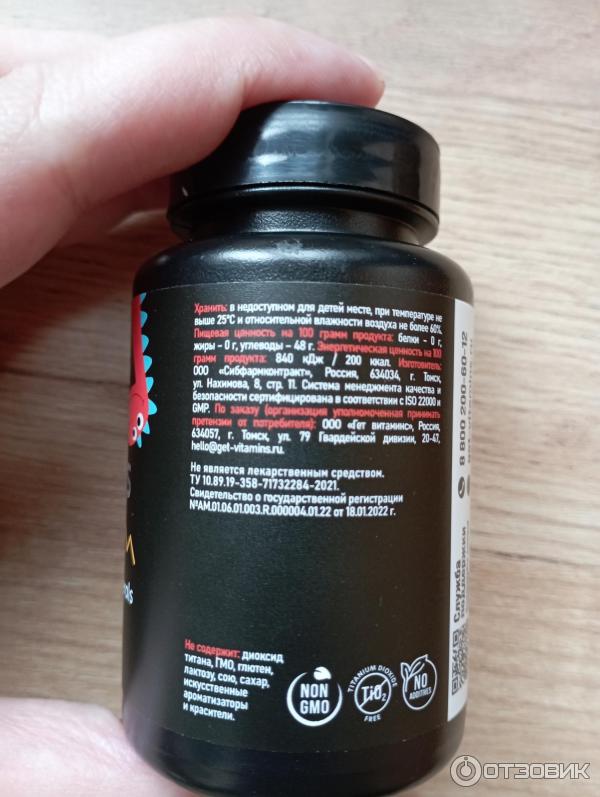 Хранить: в недоступном для детей месте, при температуре не
выше 25°С и относительной влажности воздуха не более 60%.
Пищевая ценность на 100 грамм продукта: белки – 0 г,
жиры – 0 г, углеводы – 48 г. Энергетическая ценность на 100
грамм продукта: 840 кДж / 200 ккал. Изготовитель:
ООО «Сибфармконтракт», Россия, 634034, г. Томск,
ул. Нахимова, 8, стр. 11. Система менеджмента качества и
безопасности сертифицирована в соответствии с ISO 22000 и
GMP. По заказу (организация уполномоченная принимать
претензии от потребителя): ООО «Гет витаминс», Россия,
634057, г. Томск, ул. 79 Гвардейской дивизии, 20-47,
hello@get-vitamins.ru
Не является лекарственным средством.
ТУ 10.89.19-358-71732284-2021.
Свидетельство о государственной регистрации
№AM.01.06.01.003.R.000004.01.22 от 18.01.2022 г.
Не содержит: диоксид
титана, ГМО, глютен,
лактозу, сою, сахар,
искусственные
ароматизаторы
и красители.
NON
GMO
TITANIUM DIOXIDE
TiO2
FREE
NO
ADDITIVES
8 800 200-60-12
Служба
поддержки
ОТЗОВИК